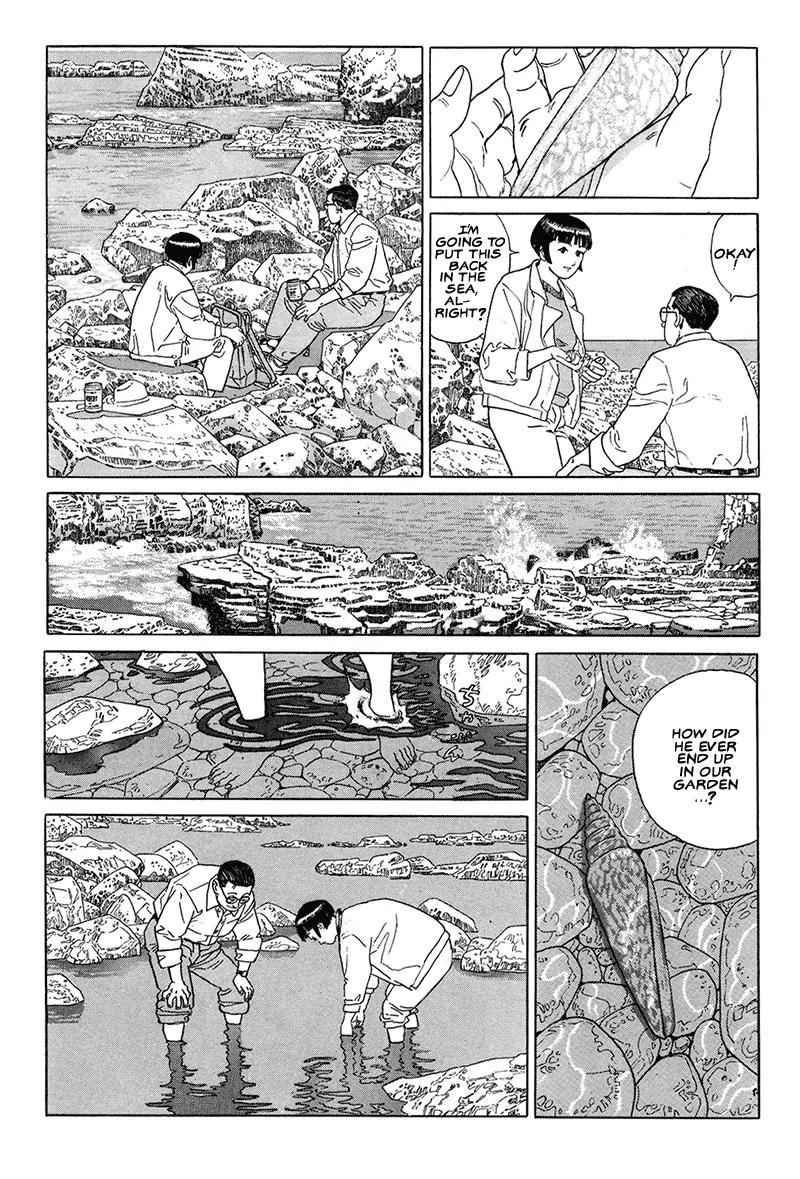 I'M
GOING TO
PUT THIS
BACK
IN THE
SEA,
AL-
RIGHT?
OKAY
HOW DID
HE EVER
END UP
IN OUR
GARDEN
...?